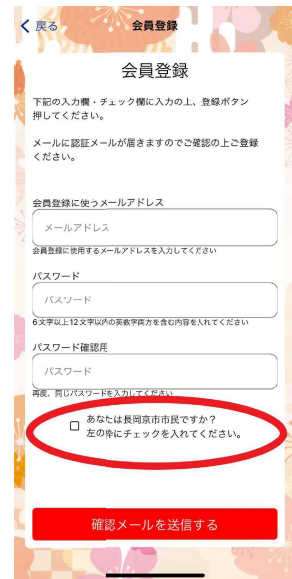 戻る
会員登録
会員登録
下記の入力欄・チェック欄に入力の上、登録ボタン
押してください。
メールに認証メールが届きますのでご確認の上ご登録
ください。
会員登録に使うメールアドレス
メールアドレス
会員登録に使用するメールアドレスを入力してください
パスワード
パスワード
6文字以上12文字以内の英数字両方を含む内容を入れてください
パスワード確認用
パスワード
再度、同じパスワードを入力してください
あなたは長岡京市市民ですか？
左の枠にチェックを入れてください。
確認メールを送信する